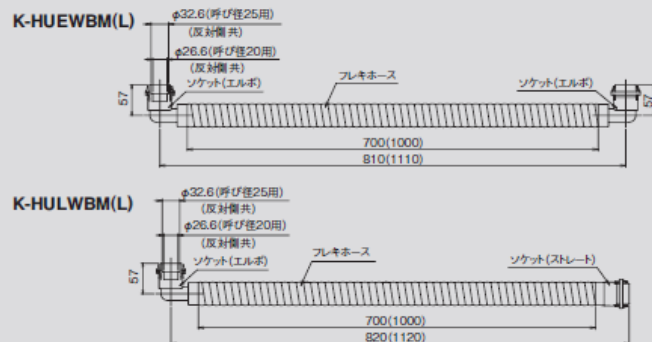 K-HUEWBM(L)
φ32.6(呼び径25用)
(反対側共)
φ26.6(呼び径20用)
(反対側共)
ソケット(エルボ)
フレキホース
ソケット(エルボ)
57
57
700(1000)
810(1110)
K-HULWBM(L)
φ32.6(呼び径25用)
(反対側共)
φ26.6(呼び径20用)
(反対側共)
ソケット(エルボ)
フレキホース
ソケット(ストレート)
57
700(1000)
820(1120)